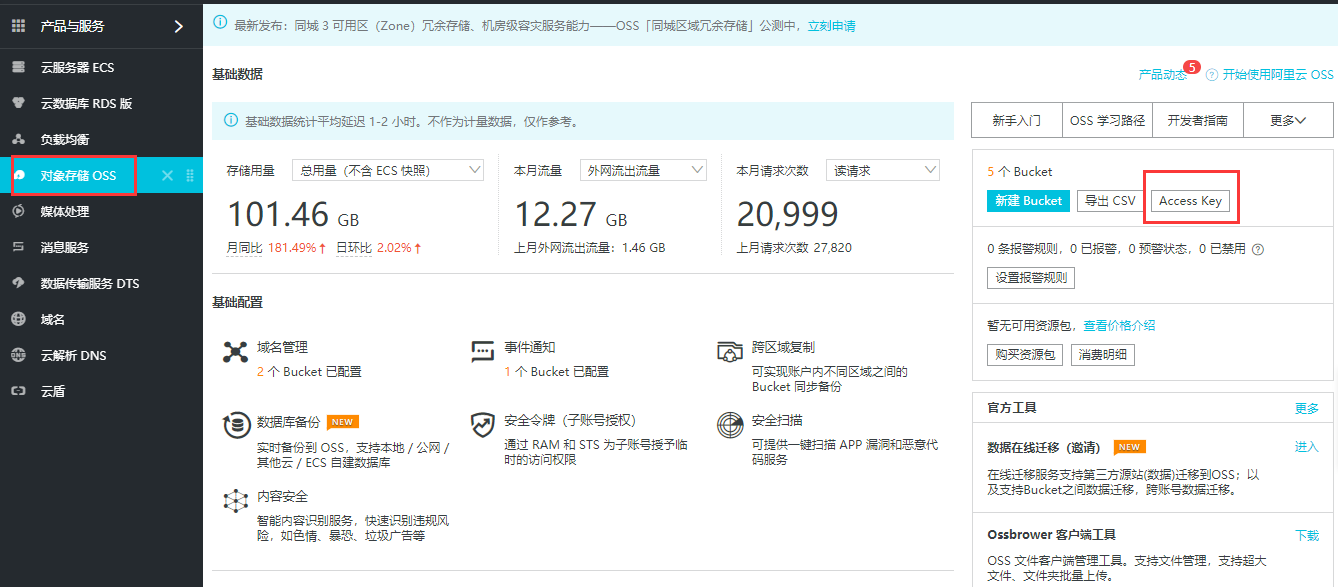 产品与服务
云服务器 ECS
云数据库 RDS 版
负载均衡
对象存储 OSS
媒体处理
消息服务
数据传输服务 DTS
域名
云解析 DNS
云盾
最新发布：同城 3 可用区（Zone）冗余存储、机房级容灾服务能力——OSS「同城区域冗余存储」公测中，立刻申请
基础数据
产品动态 5 开始使用阿里云 OSS
基础数据统计平均延迟 1-2 小时。不作为计量数据，仅作参考。
存储用量 总用量（不含 ECS 快照）
101.46 GB
月同比 181.49%↑ 日环比 2.02%↑
本月流量 外网流出流量
12.27 GB
上月外网流出流量：1.46 GB
本月请求次数 读请求
20,999
上月请求次数 27,820
基础配置
域名管理
2 个 Bucket 已配置
事件通知
1 个 Bucket 已配置
跨区域复制
可实现账户内不同区域之间的
Bucket 同步备份
数据库备份 NEW
实时备份到 OSS，支持本地 / 公网 /
其他云 / ECS 自建数据库
安全令牌（子账号授权）
通过 RAM 和 STS 为子账号授予临
时的访问权限
安全扫描
可提供一键扫描 APP 漏洞和恶意代
码服务
内容安全
智能内容识别服务，快速识别违规风
险，如色情、暴恐、垃圾广告等
新手入门 OSS 学习路径 开发者指南 更多
5 个 Bucket
新建 Bucket 导出 CSV Access Key
0 条报警规则，0 已报警，0 预警状态，0 已禁用
设置报警规则
暂无可用资源包，查看价格介绍
购买资源包 消费明细
官方工具 更多
数据在线迁移（邀请） NEW 进入
在线迁移服务支持第三方源站(数据)迁移到OSS；以
及支持Bucket之间数据迁移，跨账号数据迁移。
Ossbrower 客户端工具 下载
OSS 文件客户端管理工具。支持文件管理，支持超大
文件、文件夹批量上传。